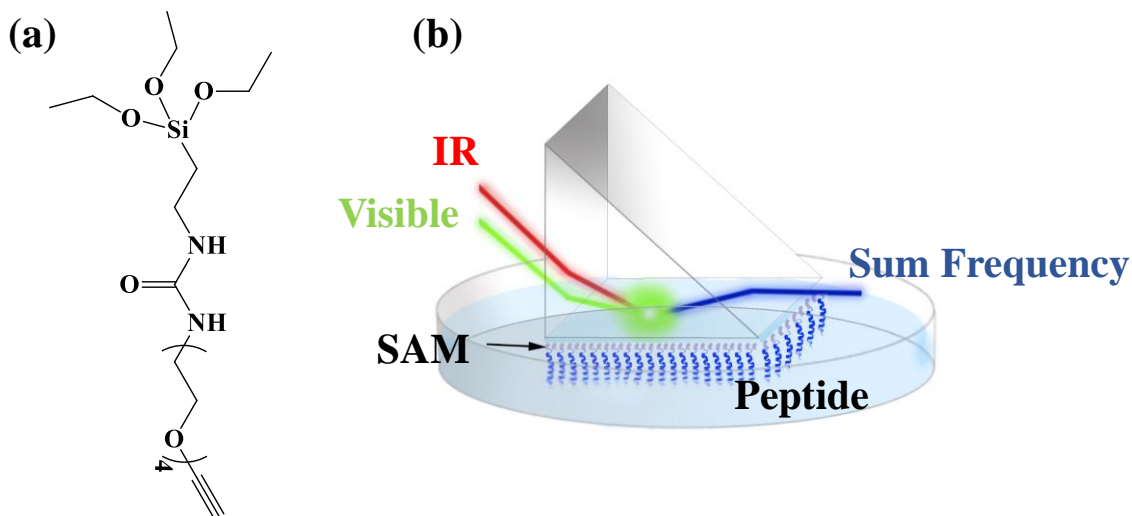 (a)
O
O
O
Si
NH
O
NH
O
4
(b)
IR
Visible
Sum Frequency
SAM
Peptide